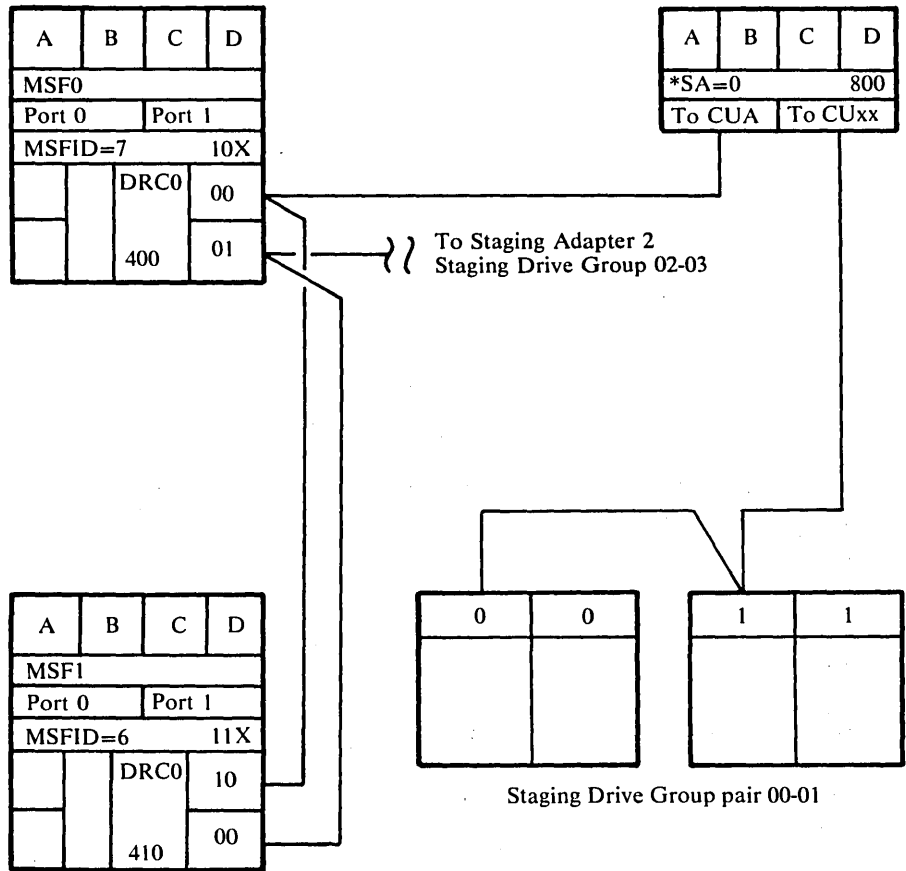 A B C D
MSF0
Port 0 Port 1
MSFID=7 10X
DRC0 00
400 01
A B C D
*SA=0 800
To CUA To CUxx
To Staging Adapter 2
Staging Drive Group 02-03
A B C D
MSF1
Port 0 Port 1
MSFID=6 11X
DRC0 10
410 00
0 0 1 1
Staging Drive Group pair 00-01